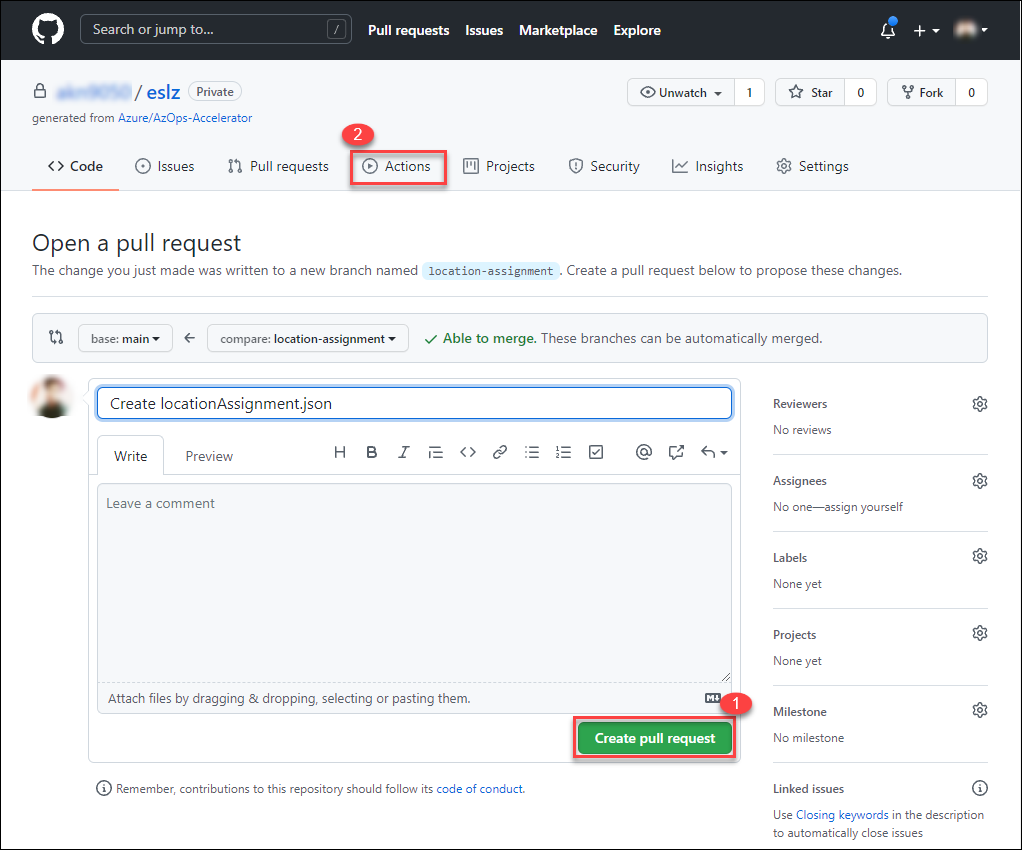 Search or jump to... / Pull requests Issues Marketplace Explore
/ eslz Private Unwatch 1 Star 0 Fork 0
generated from Azure/AzOps-Accelerator
2
Code Issues Pull requests Actions Projects Security Insights Settings
Open a pull request
The change you just made was written to a new branch named location-assignment. Create a pull request below to propose these changes.
base: main compare: location-assignment Able to merge. These branches can be automatically merged.
Create locationAssignment.json
Write Preview
Leave a comment
Attach files by dragging & dropping, selecting or pasting them.
1
Create pull request
Remember, contributions to this repository should follow its code of conduct.
Reviewers
No reviews
Assignees
No one—assign yourself
Labels
None yet
Projects
None yet
Milestone
No milestone
Linked issues
Use Closing keywords in the description
to automatically close issues